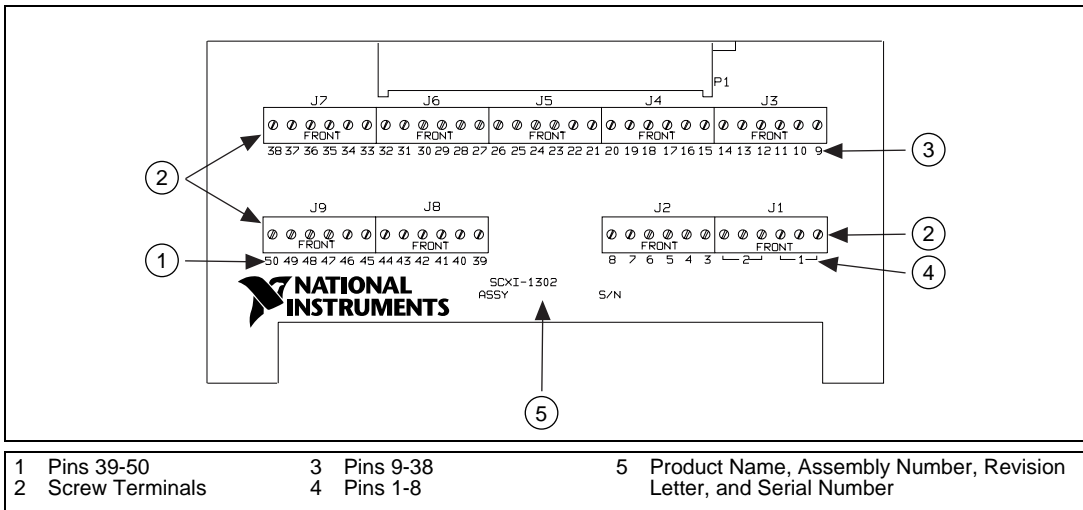 P1
J7 J6 J5 J4 J3
FRONT FRONT FRONT FRONT FRONT
38 37 36 35 34 33 32 31 30 29 28 27 26 25 24 23 22 21 20 19 18 17 16 15 14 13 12 11 10 9
3
2
J9 J8 J2 J1
2
FRONT FRONT FRONT FRONT
1
50 49 48 47 46 45 44 43 42 41 40 39 8 7 6 5 4 3 2 1
4
NATIONAL
INSTRUMENTS
SCXI-1302
ASSY S/N
5
1 Pins 39-50 3 Pins 9-38 5 Product Name, Assembly Number, Revision
2 Screw Terminals 4 Pins 1-8 Letter, and Serial Number